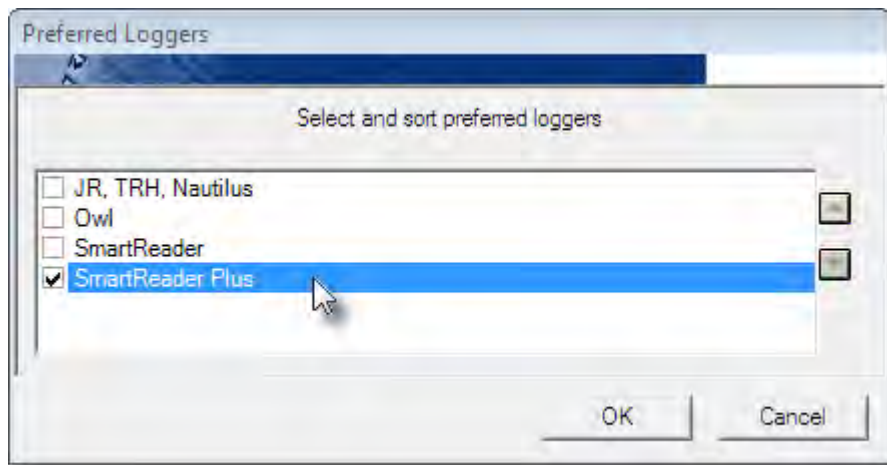 Preferred Loggers
Select and sort preferred loggers
JR, TRH, Nautilus
Owl
SmartReader
SmartReader Plus
OK
Cancel